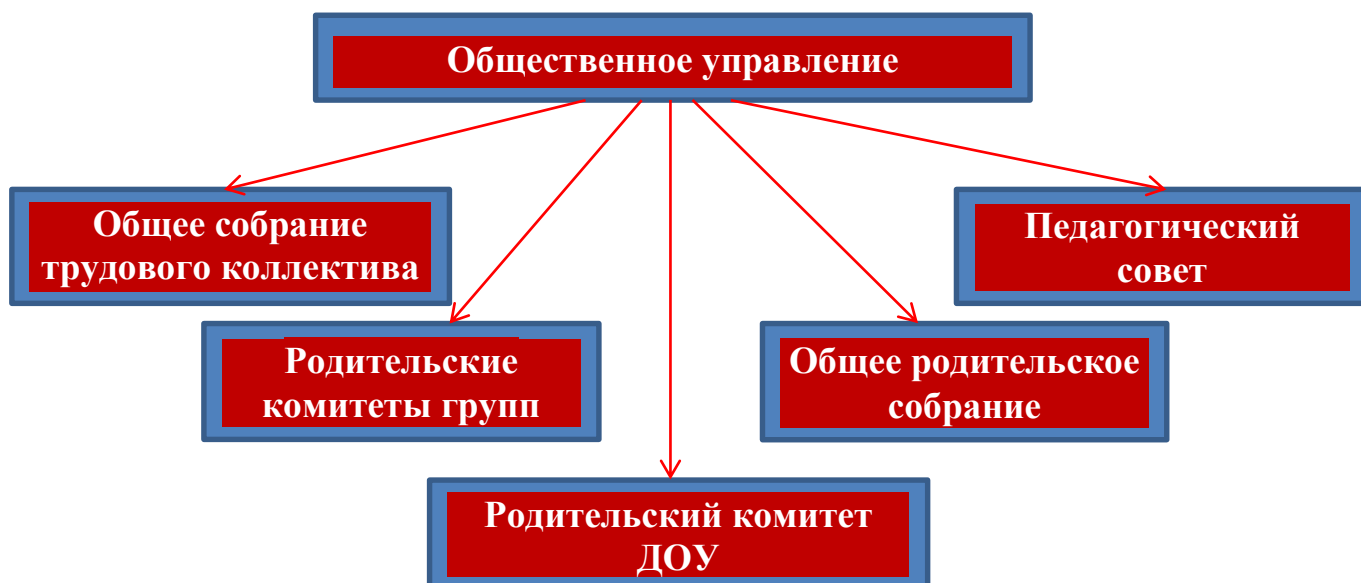 Общественное управление
Общее собрание
трудового коллектива
Педагогический
совет
Родительские
комитеты групп
Общее родительское
собрание
Родительский комитет
ДОУ